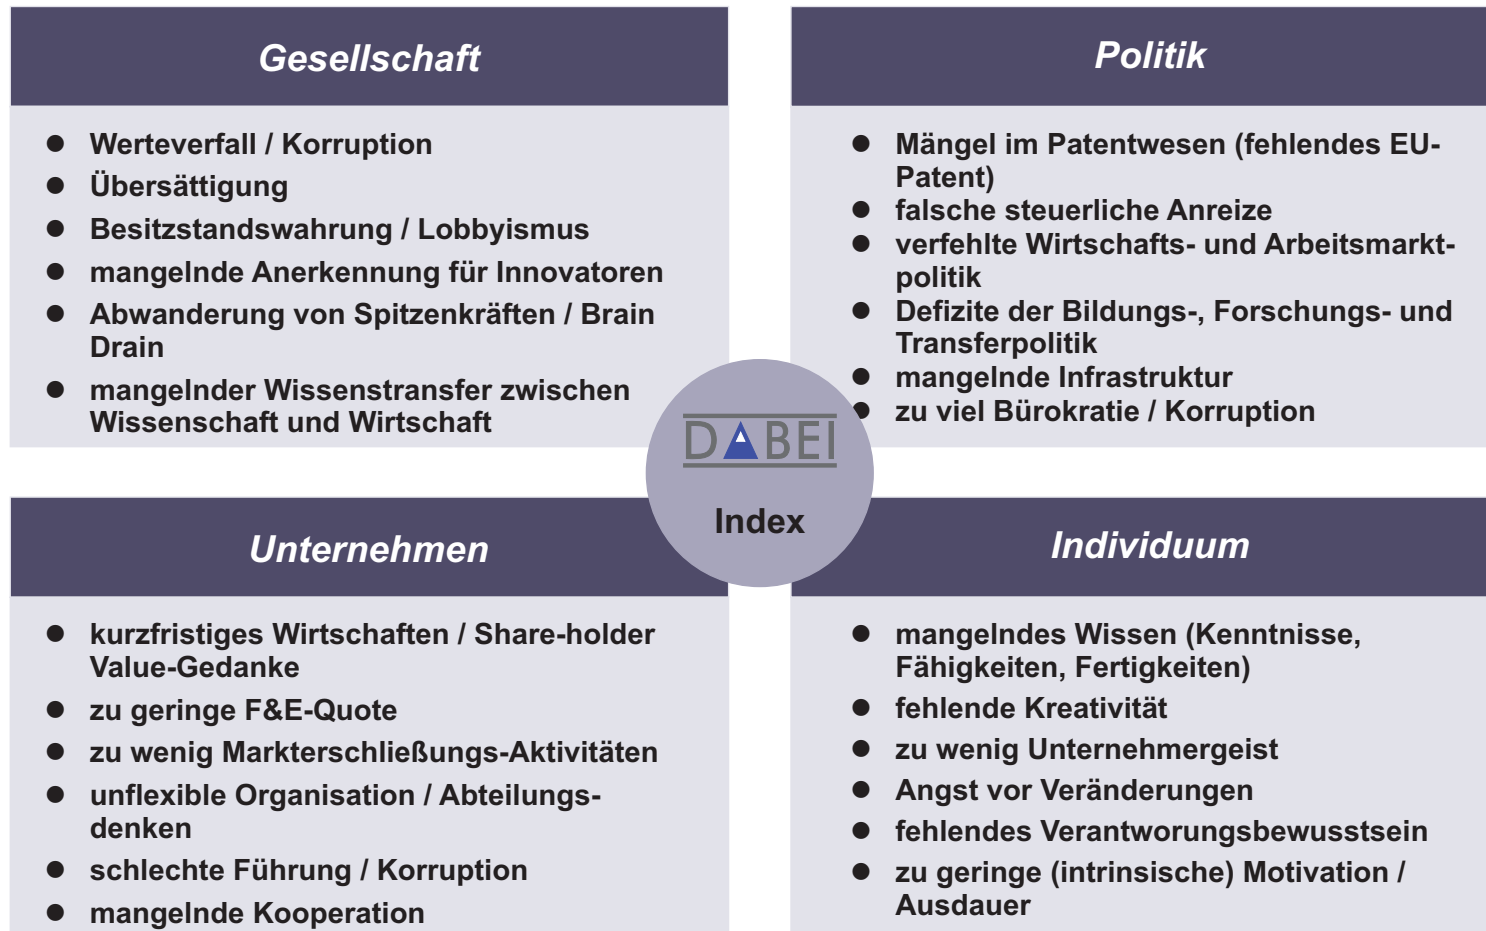 Gesellschaft
● Werteverfall / Korruption
● Übersättigung
● Besitzstandswahrung / Lobbyismus
● mangelnde Anerkennung für Innovatoren
● Abwanderung von Spitzenkräften / Brain
Drain
● mangelnder Wissenstransfer zwischen
Wissenschaft und Wirtschaft
Politik
● Mängel im Patentwesen (fehlendes EU-
Patent)
● falsche steuerliche Anreize
● verfehlte Wirtschafts- und Arbeitsmarkt-
politik
● Defizite der Bildungs-, Forschungs- und
Transferpolitik
● mangelnde Infrastruktur
● zu viel Bürokratie / Korruption
DABEI
Index
Unternehmen
● kurzfristiges Wirtschaften / Share-holder
Value-Gedanke
● zu geringe F&E-Quote
● zu wenig Markterschließungs-Aktivitäten
● unflexible Organisation / Abteilungs-
denken
● schlechte Führung / Korruption
● mangelnde Kooperation
Individuum
● mangelndes Wissen (Kenntnisse,
Fähigkeiten, Fertigkeiten)
● fehlende Kreativität
● zu wenig Unternehmergeist
● Angst vor Veränderungen
● fehlendes Verantworungsbewusstsein
● zu geringe (intrinsische) Motivation /
Ausdauer